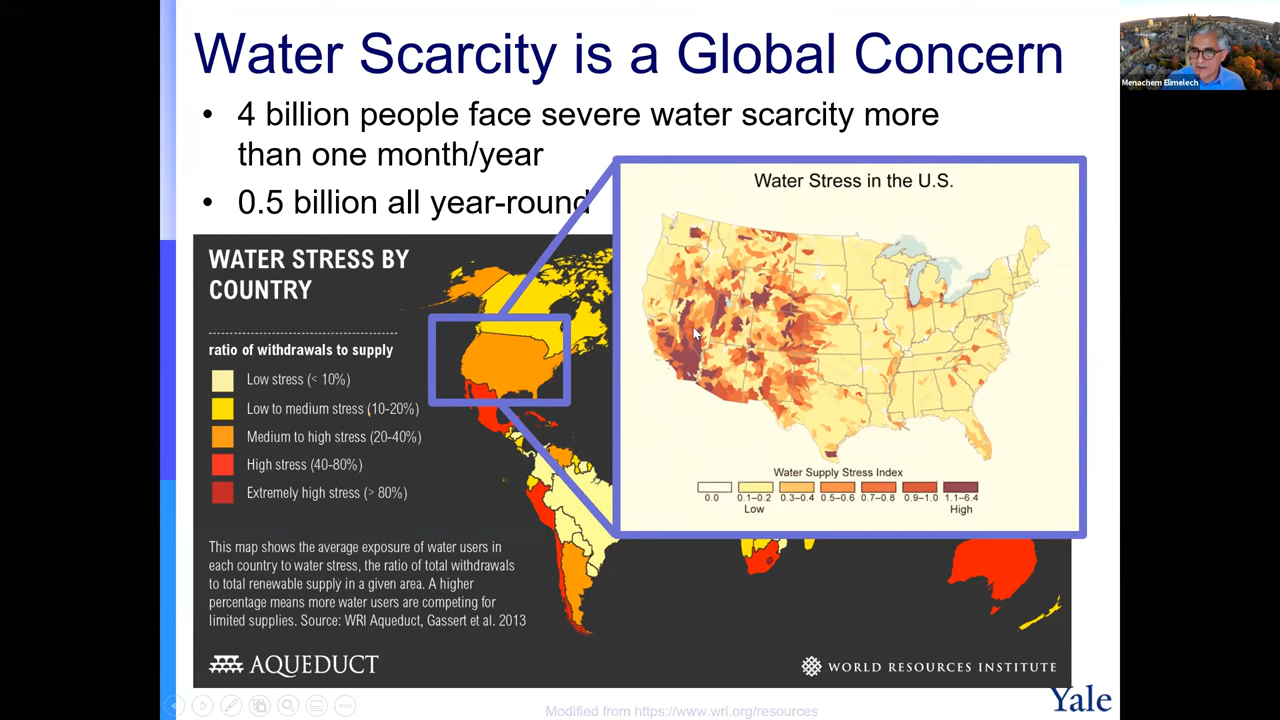 Water Scarcity is a Global Concern
• 4 billion people face severe water scarcity more
than one month/year
• 0.5 billion all year-round
WATER STRESS BY
COUNTRY
ratio of withdrawals to supply
Low stress (< 10%)
Low to medium stress (10-20%)
Medium to high stress (20-40%)
High stress (40-80%)
Extremely high stress (> 80%)
This map shows the average exposure of water users in
each country to water stress, the ratio of total withdrawals
to total renewable supply in a given area. A higher
percentage means more water users are competing for
limited supplies. Source: WRI Aqueduct, Gassert et al. 2013
AQUEDUCT
WORLD RESOURCES INSTITUTE
Water Stress in the U.S.
Water Supply Stress Index
0.0 0.1–0.2 0.3–0.4 0.5–0.6 0.7–0.8 0.9–1.0 1.1–6.4
Low High
Modified from https://www.wri.org/resources
Yale
Menachem Elimelech